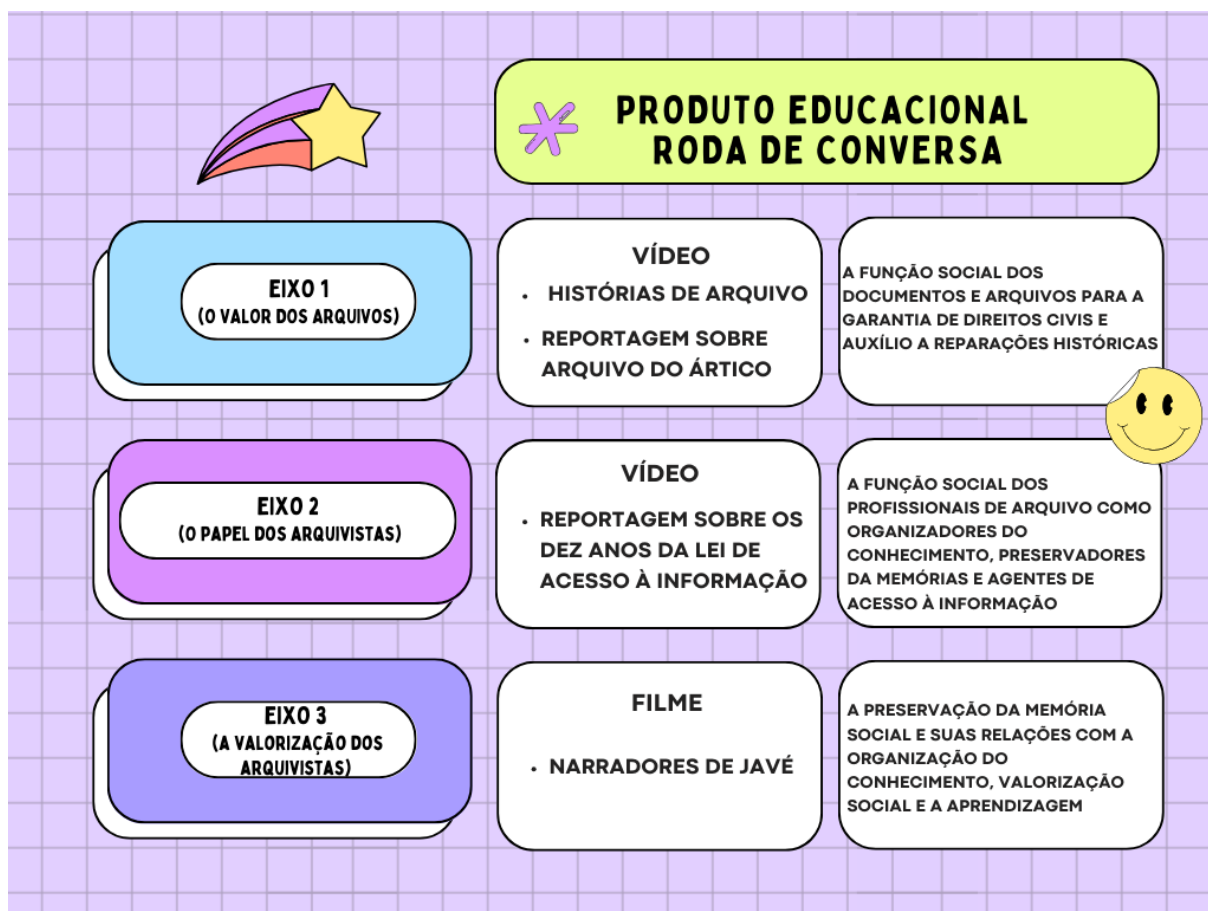 PRODUTO EDUCACIONAL
RODA DE CONVERSA
EIXO 1
(O VALOR DOS ARQUIVOS)
VÍDEO
• HISTÓRIAS DE ARQUIVO
• REPORTAGEM SOBRE
ARQUIVO DO ÁRTICO
A FUNÇÃO SOCIAL DOS
DOCUMENTOS E ARQUIVOS PARA A
GARANTIA DE DIREITOS CIVIS E
AUXÍLIO A REPARAÇÕES HISTÓRICAS
EIXO 2
(O PAPEL DOS ARQUIVISTAS)
VÍDEO
• REPORTAGEM SOBRE OS
DEZ ANOS DA LEI DE
ACESSO À INFORMAÇÃO
A FUNÇÃO SOCIAL DOS
PROFISSIONAIS DE ARQUIVO COMO
ORGANIZADORES DO
CONHECIMENTO, PRESERVADORES
DA MEMÓRIAS E AGENTES DE
ACESSO À INFORMAÇÃO
EIXO 3
(A VALORIZAÇÃO DOS
ARQUIVISTAS)
FILME
• NARRADORES DE JAVÉ
A PRESERVAÇÃO DA MEMÓRIA
SOCIAL E SUAS RELAÇÕES COM A
ORGANIZAÇÃO DO
CONHECIMENTO, VALORIZAÇÃO
SOCIAL E A APRENDIZAGEM